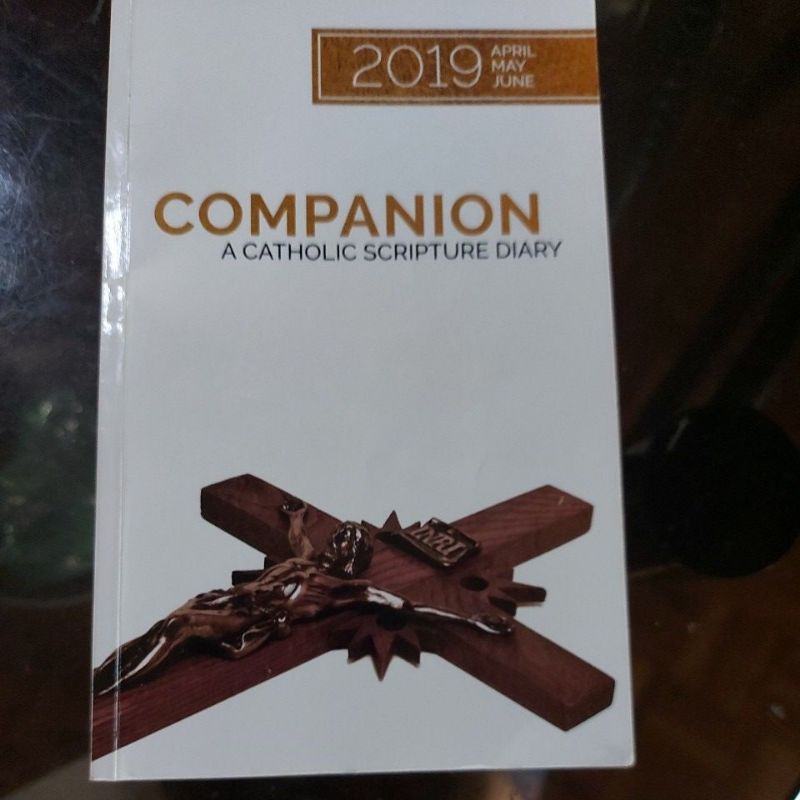 2019
APRIL
MAY
JUNE
COMPANION
A CATHOLIC SCRIPTURE DIARY
INRI